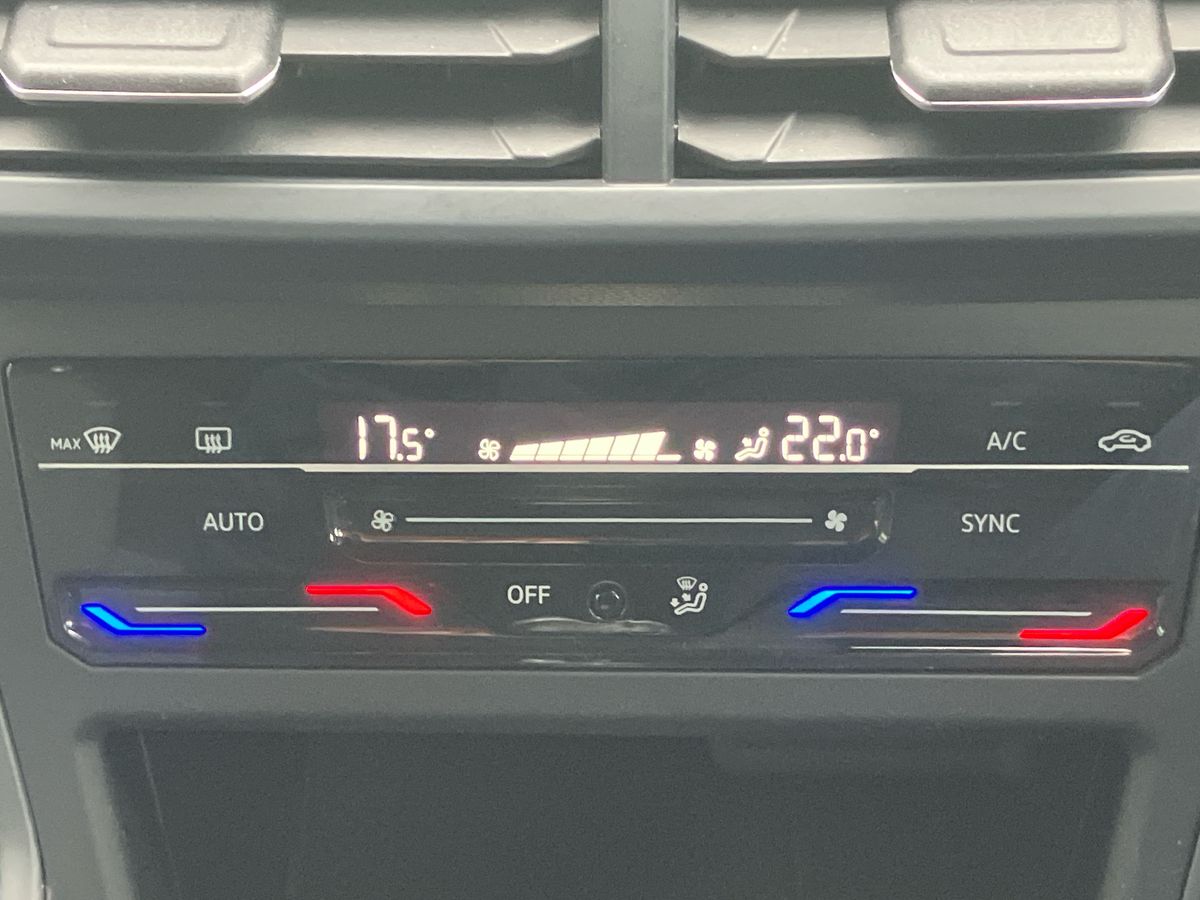 MAX 17.5° 22.0° A/C
AUTO SYNC
OFF